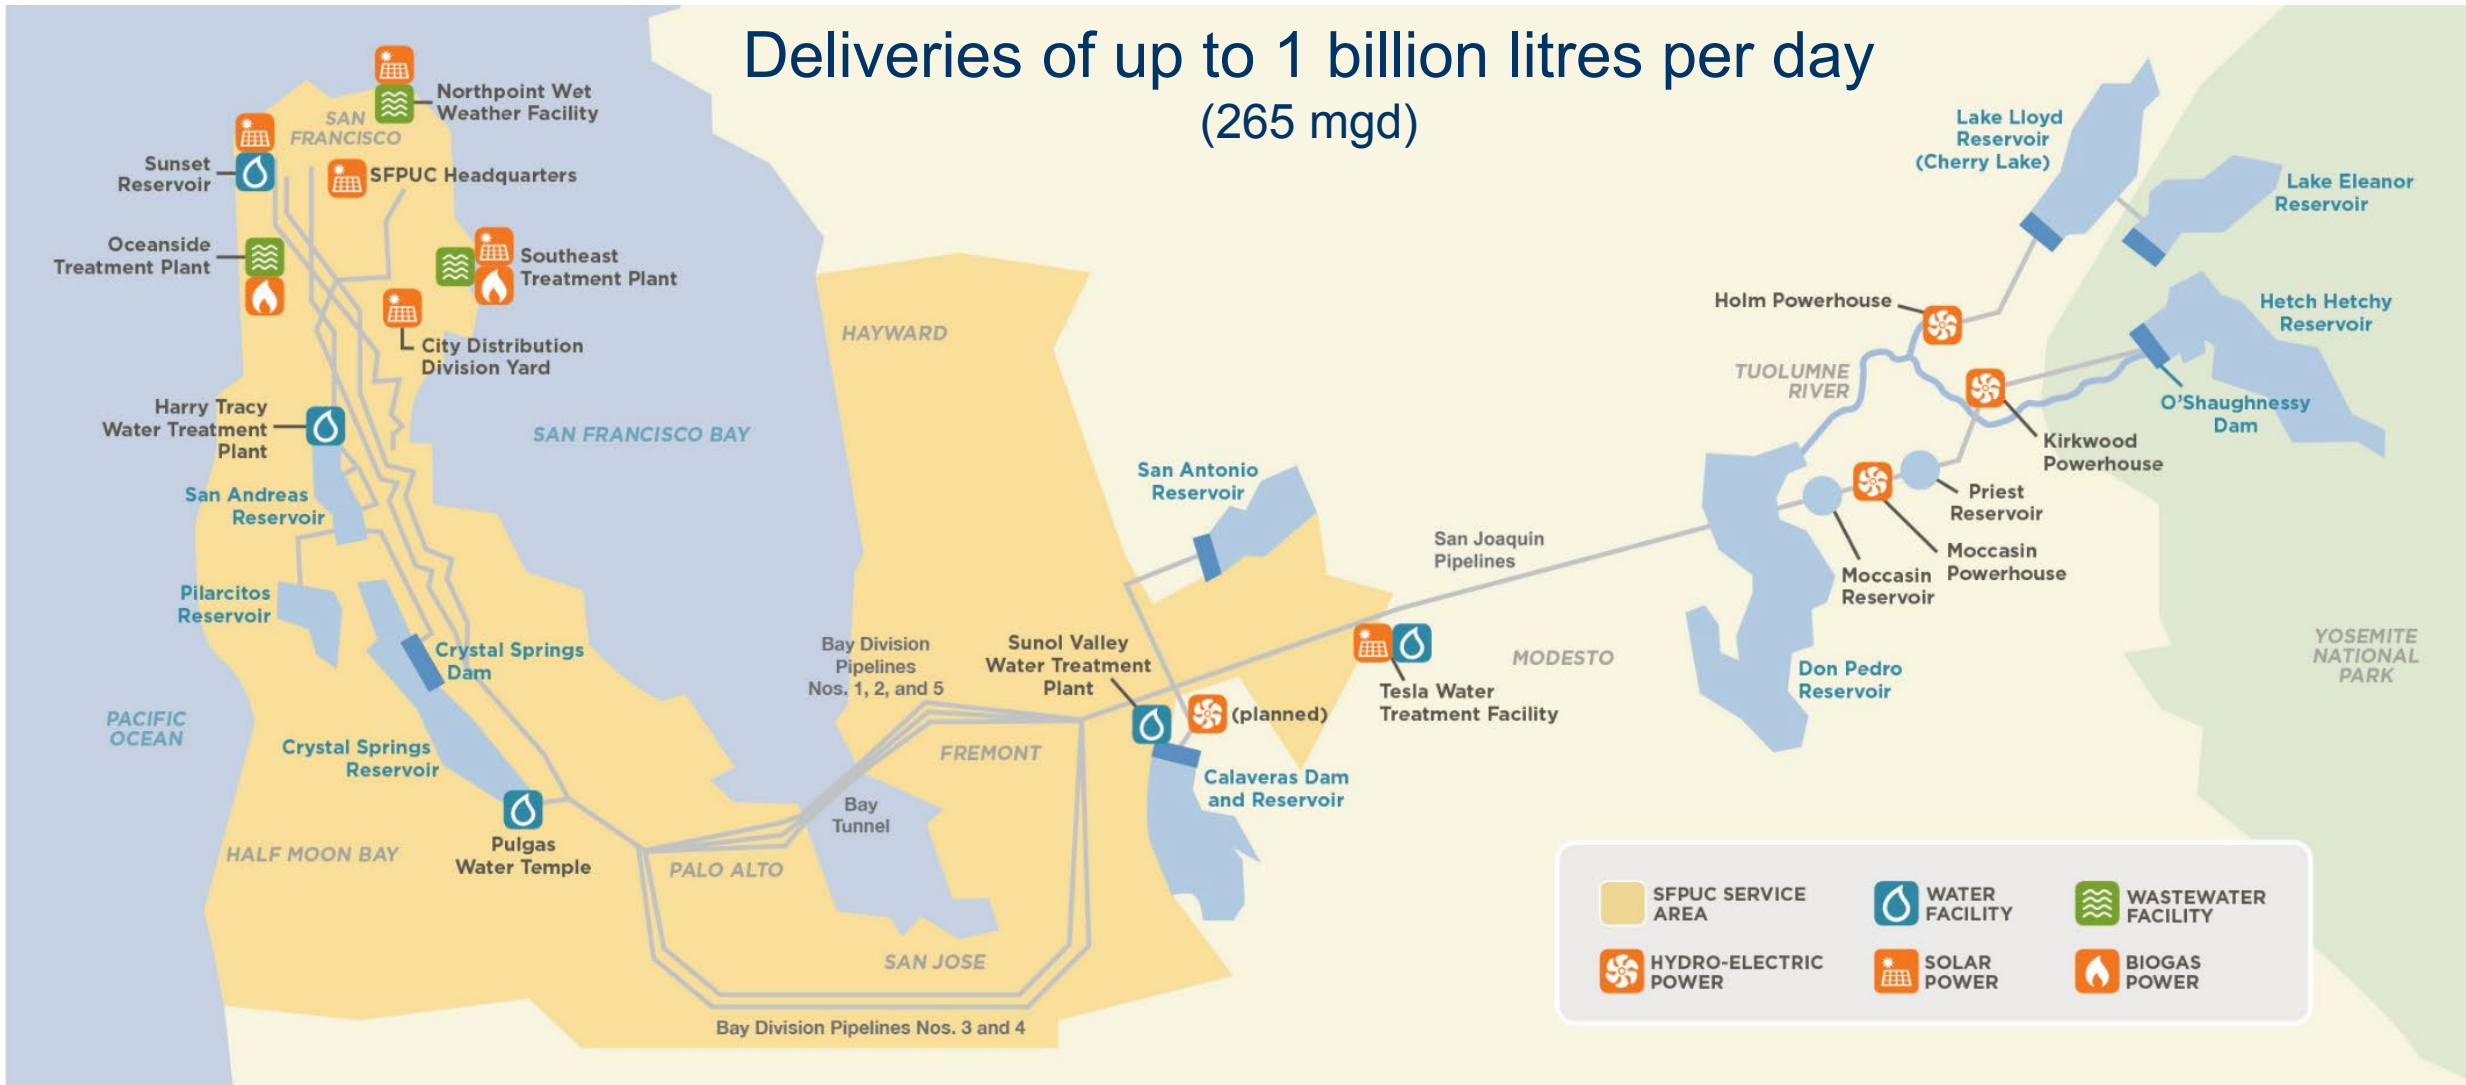 Deliveries of up to 1 billion litres per day
(265 mgd)
Northpoint Wet
Weather Facility
SAN
FRANCISCO
Sunset
Reservoir
SFPUC Headquarters
Oceanside
Treatment Plant
Southeast
Treatment Plant
City Distribution
Division Yard
Harry Tracy
Water Treatment
Plant
San Andreas
Reservoir
Pilarcitos
Reservoir
Crystal Springs
Dam
PACIFIC
OCEAN
Crystal Springs
Reservoir
HALF MOON BAY
Pulgas
Water Temple
SAN FRANCISCO BAY
HAYWARD
PALO ALTO
Bay Division
Pipelines
Nos. 1, 2, and 5
Bay
Tunnel
FREMONT
SAN JOSE
Bay Division Pipelines Nos. 3 and 4
Sunol Valley
Water Treatment
Plant
(planned)
Calaveras Dam
and Reservoir
San Antonio
Reservoir
San Joaquin
Pipelines
Tesla Water
Treatment Facility
MODESTO
Lake Lloyd
Reservoir
(Cherry Lake)
Lake Eleanor
Reservoir
Holm Powerhouse
Hetch Hetchy
Reservoir
TUOLUMNE
RIVER
O'Shaughnessy
Dam
Kirkwood
Powerhouse
Priest
Reservoir
Moccasin
Powerhouse
Moccasin
Reservoir
Don Pedro
Reservoir
YOSEMITE
NATIONAL
PARK
SFPUC SERVICE
AREA
WATER
FACILITY
WASTEWATER
FACILITY
HYDRO-ELECTRIC
POWER
SOLAR
POWER
BIOGAS
POWER